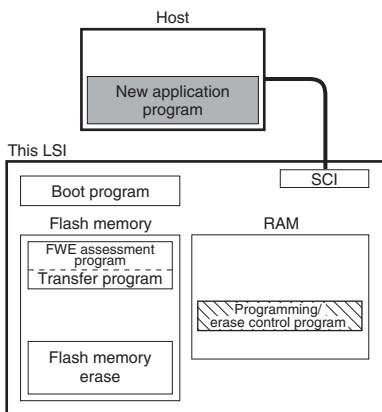 Host
New application
program
This LSI
SCI
Boot program
Flash memory
RAM
FWE assessment
program
Transfer program
Programming/
erase control program
Flash memory
erase